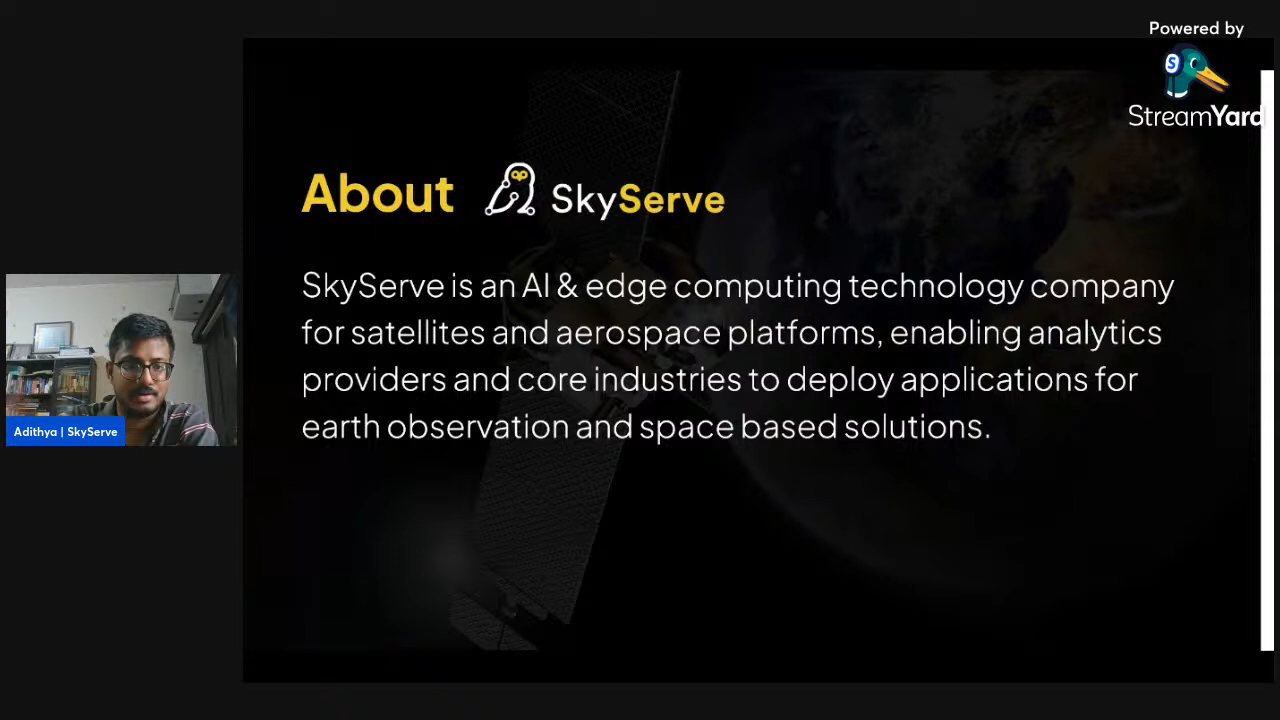 Powered by
StreamYard
About SkyServe
SkyServe is an AI & edge computing technology company
for satellites and aerospace platforms, enabling analytics
providers and core industries to deploy applications for
earth observation and space based solutions.
Adithya | SkyServe